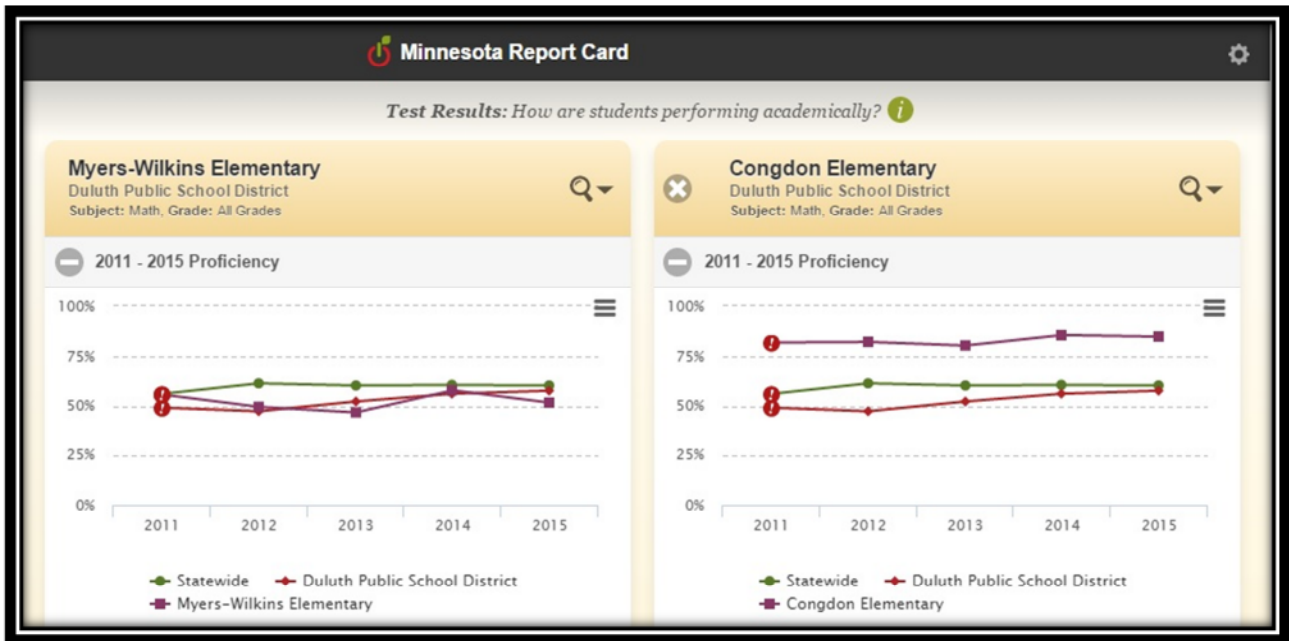 Minnesota Report Card
Test Results: How are students performing academically? i
Myers-Wilkins Elementary
Duluth Public School District
Subject: Math, Grade: All Grades
2011 - 2015 Proficiency
100%
75%
50%
25%
0%
2011 2012 2013 2014 2015
Statewide Duluth Public School District
Myers-Wilkins Elementary
Congdon Elementary
Duluth Public School District
Subject: Math, Grade: All Grades
2011 - 2015 Proficiency
100%
75%
50%
25%
0%
2011 2012 2013 2014 2015
Statewide Duluth Public School District
Congdon Elementary